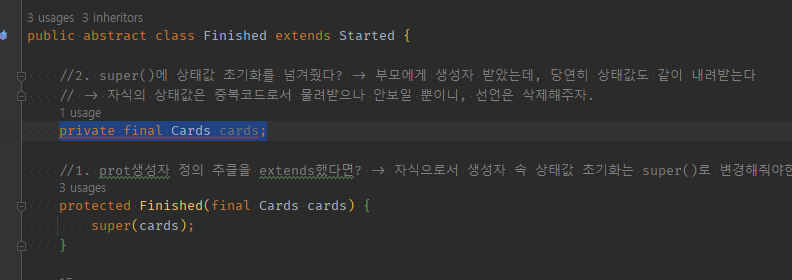 3 usages 3 inheritors
public abstract class Finished extends Started {
//2. super()에 상태값 초기화를 넘겨줬다? -> 부모에게 생성자 받았는데, 당연히 상태값도 같이 내려받는다
// -> 자식의 상태값은 중복코드로서 물려받으나 안보일 뿐이니, 선언은 삭제해주자.
1 usage
private final Cards cards;
//1. prot생성자 정의 추클을 extends했다면? -> 자식으로서 생성자 속 상태값 초기화는 super()로 변경해줘야한
3 usages
protected Finished(final Cards cards) {
super(cards);
}